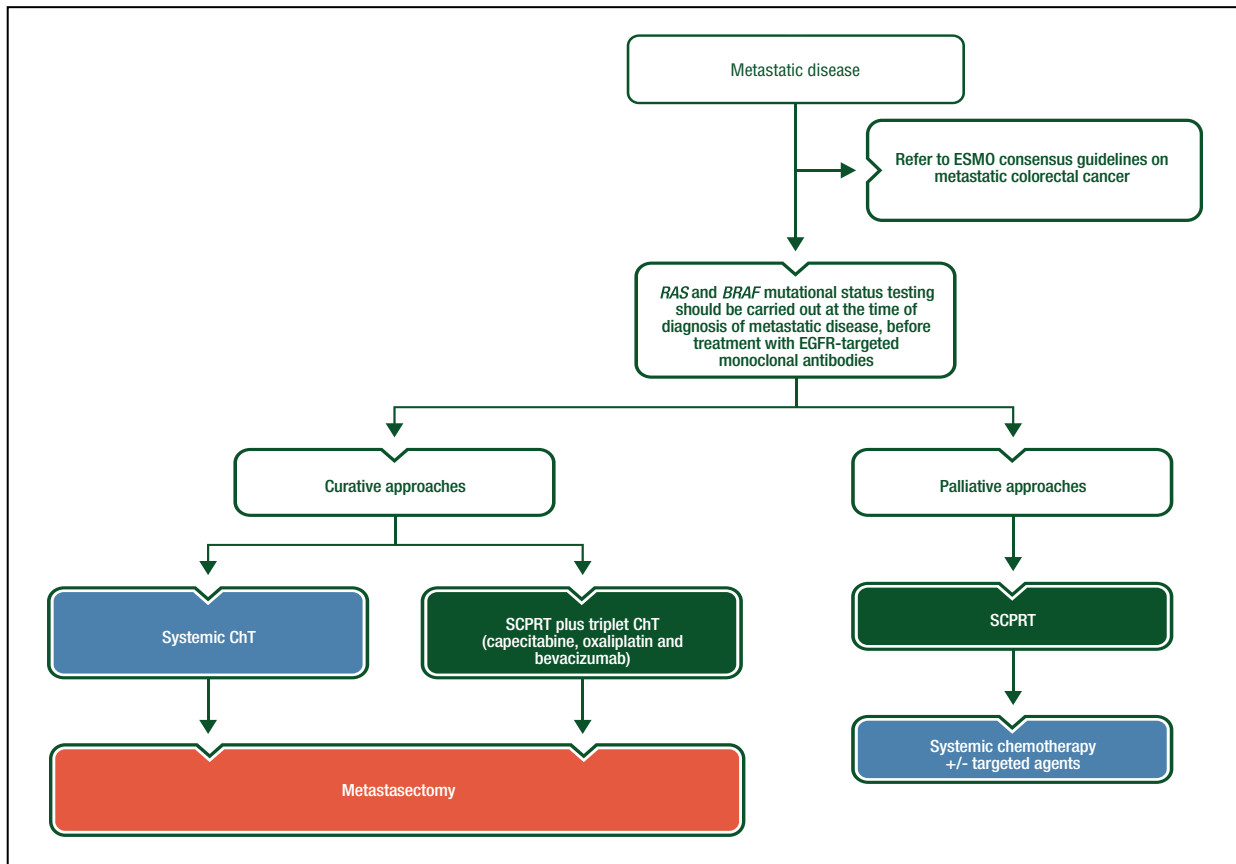 Metastatic disease
Refer to ESMO consensus guidelines on
metastatic colorectal cancer
RAS and BRAF mutational status testing
should be carried out at the time of
diagnosis of metastatic disease, before
treatment with EGFR-targeted
monoclonal antibodies
Curative approaches
Palliative approaches
Systemic ChT
SCPRT plus triplet ChT
(capecitabine, oxaliplatin and
bevacizumab)
SCPRT
Metastasectomy
Systemic chemotherapy
+/- targeted agents